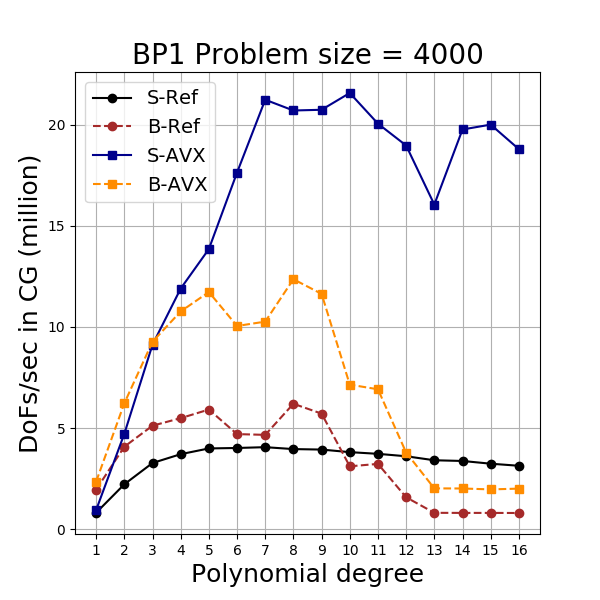 BP1 Problem size = 4000
S-Ref
B-Ref
S-AVX
B-AVX
DoFs/sec in CG (million)
20
15
10
5
0
1 2 3 4 5 6 7 8 9 10 11 12 13 14 15 16
Polynomial degree